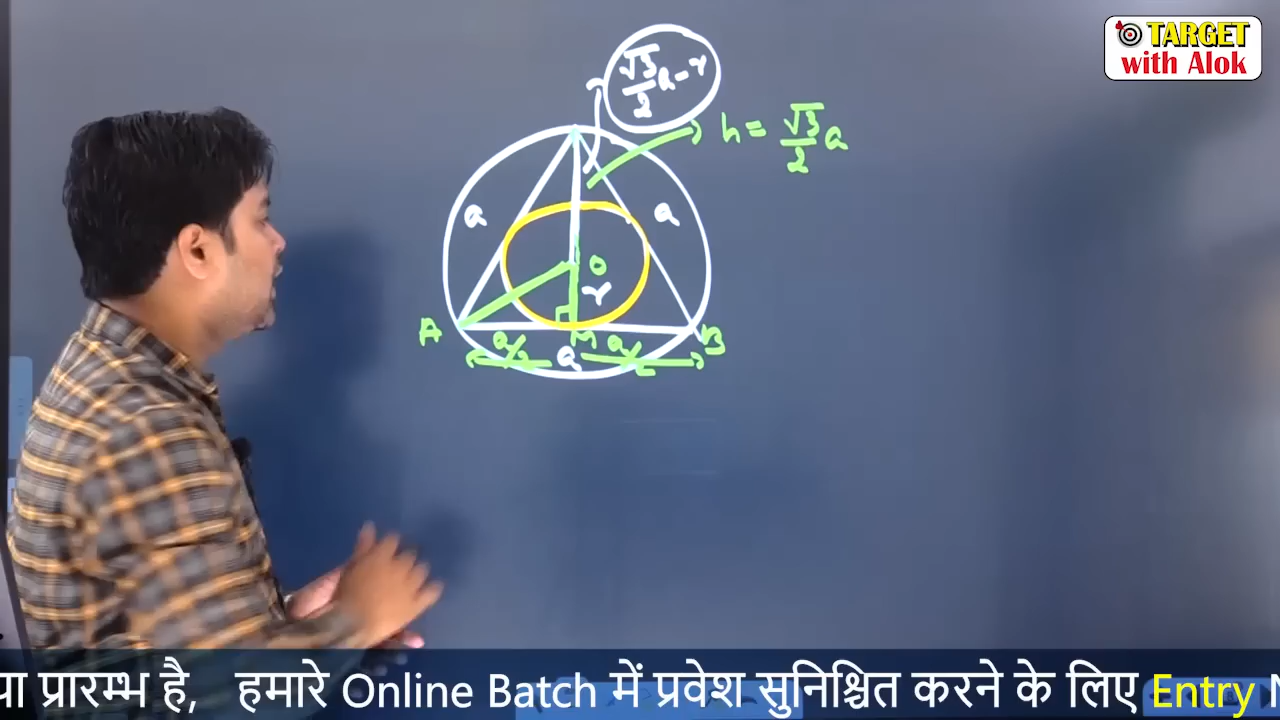 TARGET
with Alok
√3/2 a - r
h = √3/2 a
a
a
O
r
A
M
B
a/2
a
a/2
या प्रारम्भ है, हमारे Online Batch में प्रवेश सुनिश्चित करने के लिए Entry N